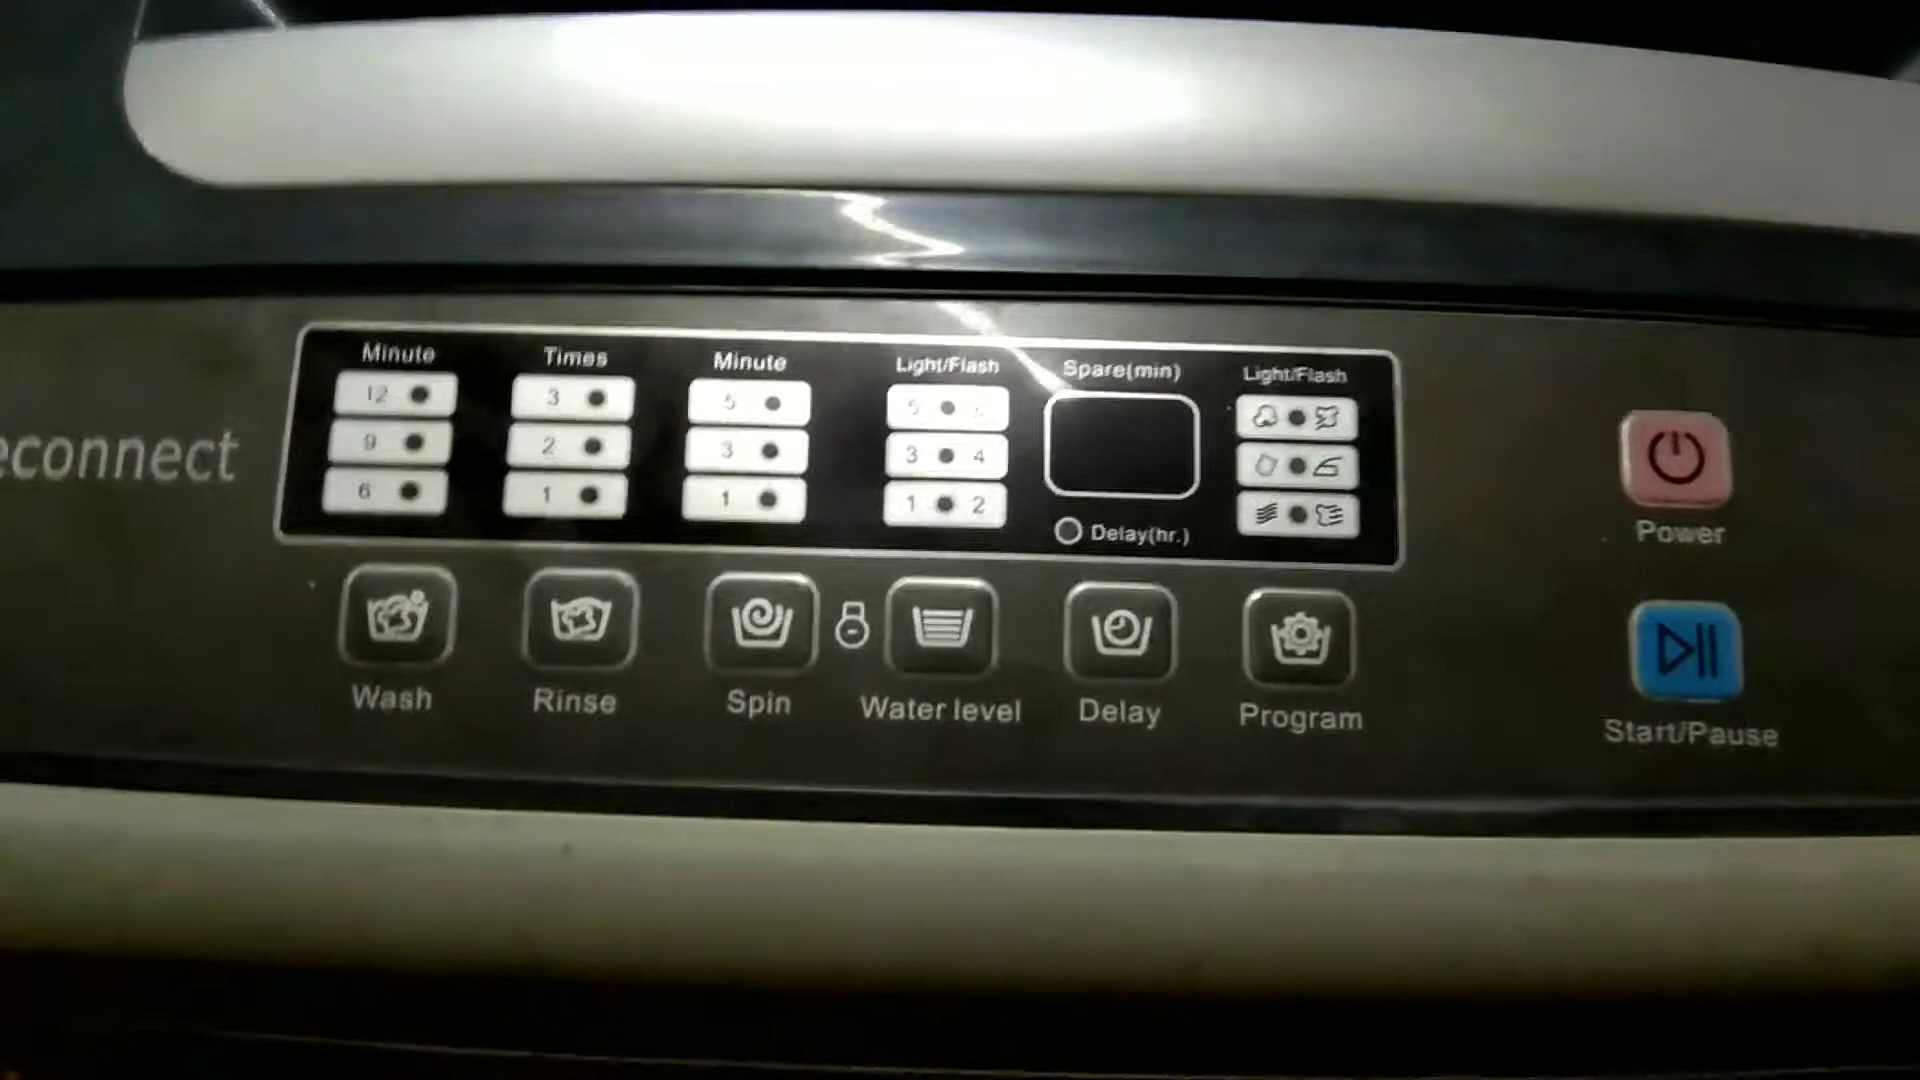 econnect
Minute Times Minute Light/Flash Spare(min) Light/Flash
12 3 5 5
9 2 3 3 4
6 1 1 1 2
Delay(hr.)
Wash Rinse Spin Water level Delay Program
Power
Start/Pause